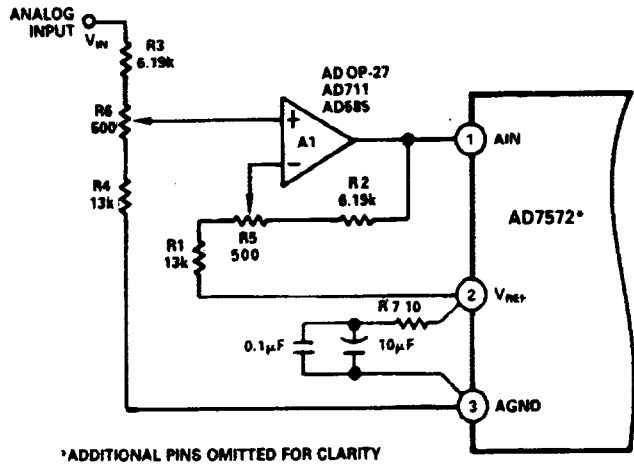 ANALOG
INPUT
VIN
R3
6.19k
R6
500
R4
13k
AD OP-27
AD711
AD585
+
A1
−
R2
6.19k
R5
500
R1
13k
R7 10
0.1µF
10µF
1
AIN
AD7572*
2
VREF
3
AGND
*ADDITIONAL PINS OMITTED FOR CLARITY